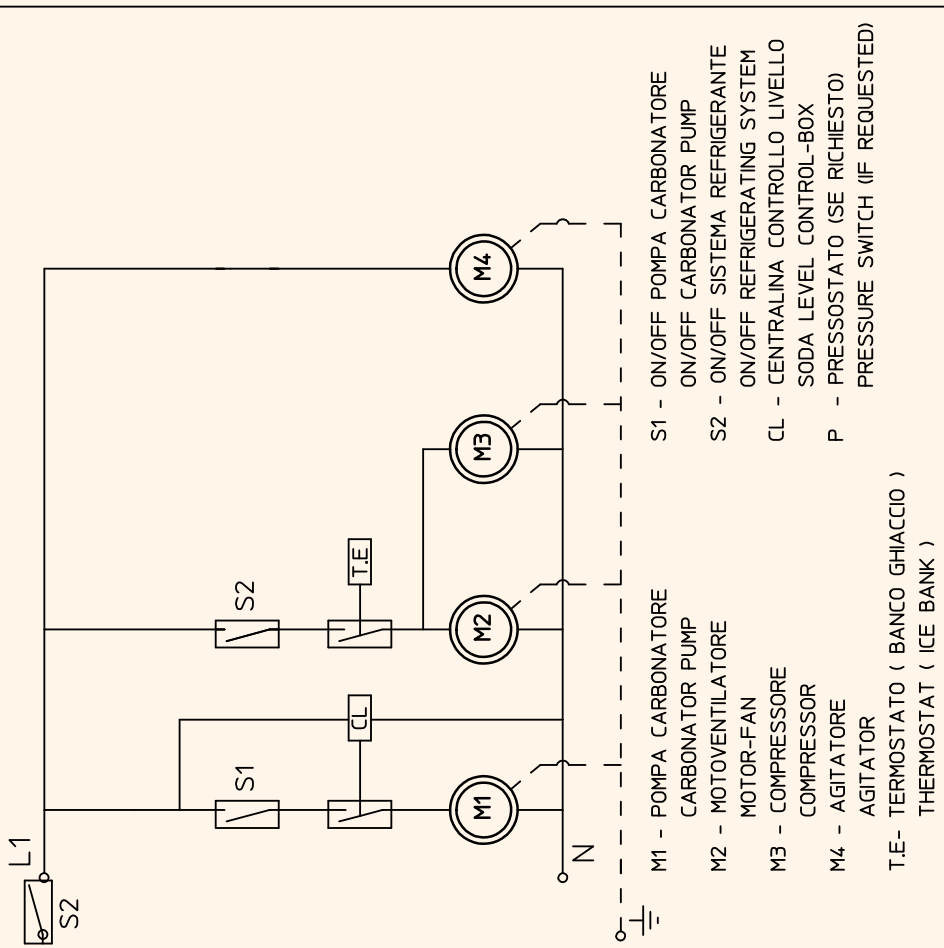 L1
S2
S1
CL
S2
T.E
M1
M2
M3
M4
N
M1 - POMPA CARBONATORE
CARBONATOR PUMP
M2 - MOTOVENTILATORE
MOTOR-FAN
M3 - COMPRESSORE
COMPRESSOR
M4 - AGITATORE
AGITATOR
T.E- TERMOSTATO ( BANCO GHIACCIO )
THERMOSTAT ( ICE BANK )
S1 - ON/OFF POMPA CARBONATORE
ON/OFF CARBONATOR PUMP
S2 - ON/OFF SISTEMA REFRIGERANTE
ON/OFF REFRIGERATING SYSTEM
CL - CENTRALINA CONTROLLO LIVELLO
SODA LEVEL CONTROL-BOX
P - PRESSOSTATO (SE RICHIESTO)
PRESSURE SWITCH (IF REQUESTED)